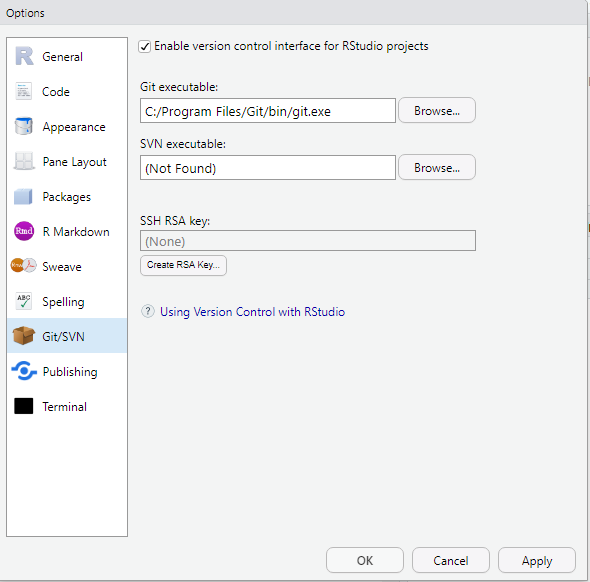 Options
General
Code
Appearance
Pane Layout
Packages
Rmd R Markdown
Sweave
ABC Spelling
Git/SVN
Publishing
Terminal
Enable version control interface for RStudio projects
Git executable:
C:/Program Files/Git/bin/git.exe Browse...
SVN executable:
(Not Found) Browse...
SSH RSA key:
(None)
Create RSA Key...
? Using Version Control with RStudio
OK Cancel Apply